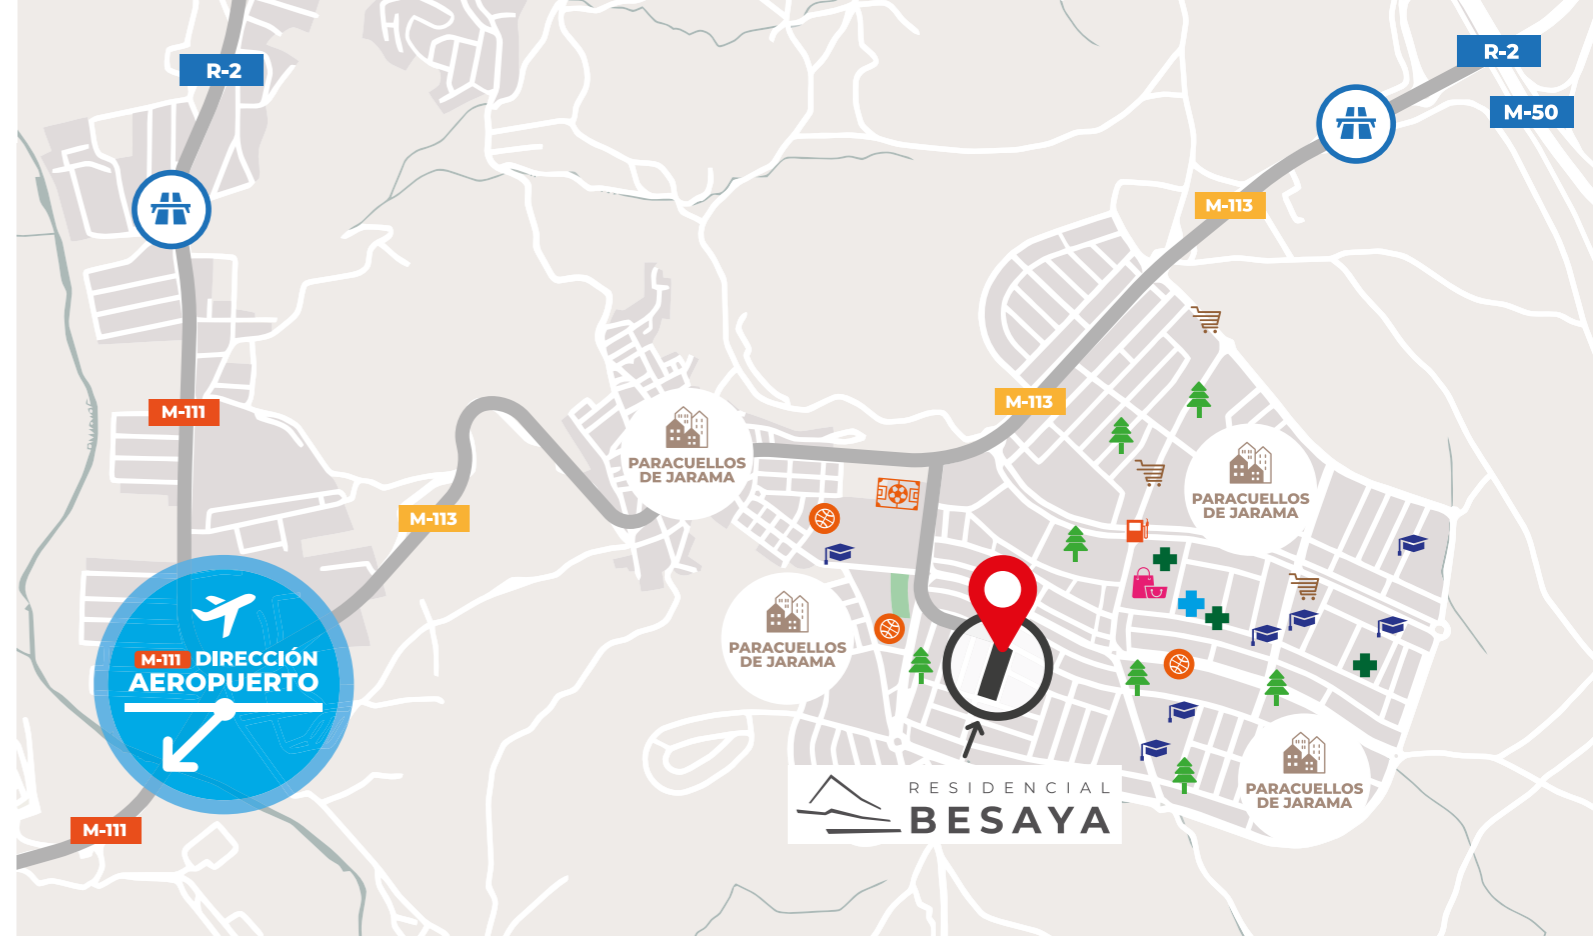 R-2
R-2
M-50
M-113
M-113
M-111
PARACUELLOS
DE JARAMA
PARACUELLOS
DE JARAMA
M-113
Jarama
PARACUELLOS
DE JARAMA
M-111 DIRECCIÓN
AEROPUERTO
PARACUELLOS
DE JARAMA
RESIDENCIAL
BESAYA
M-111